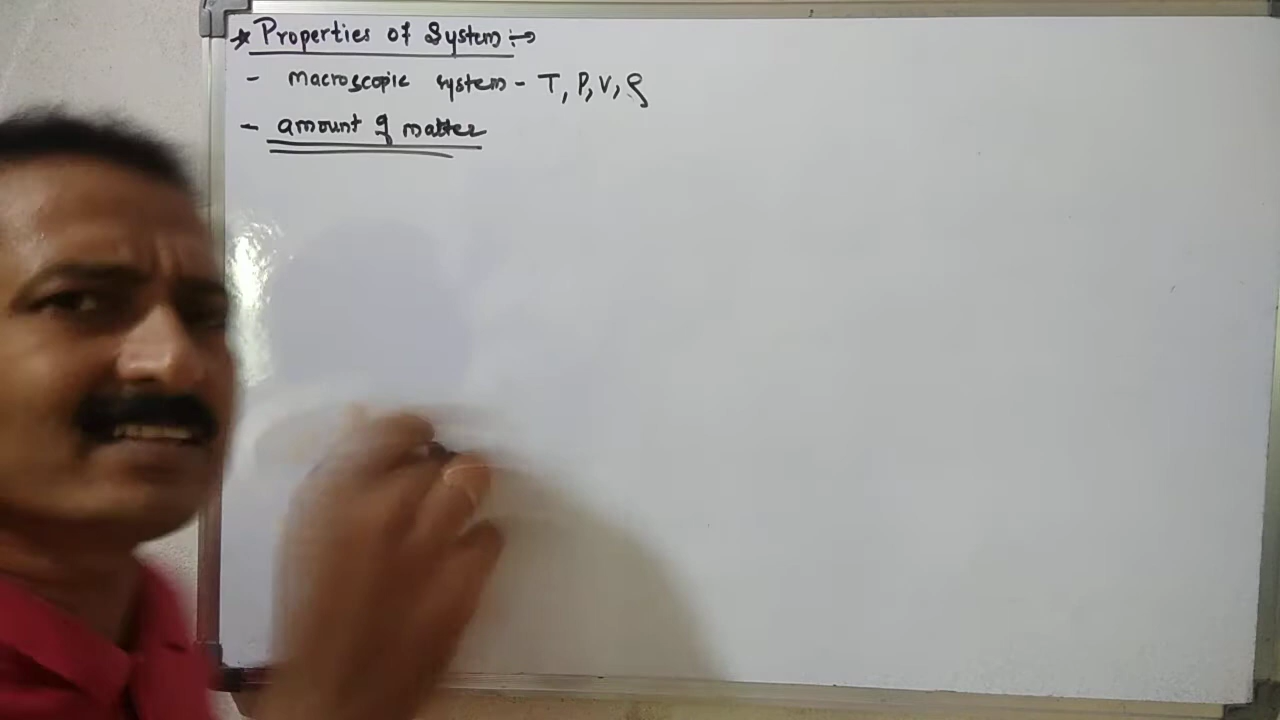 * Properties of System :→
- macroscopic system - T, P, V, ρ
- amount of matter